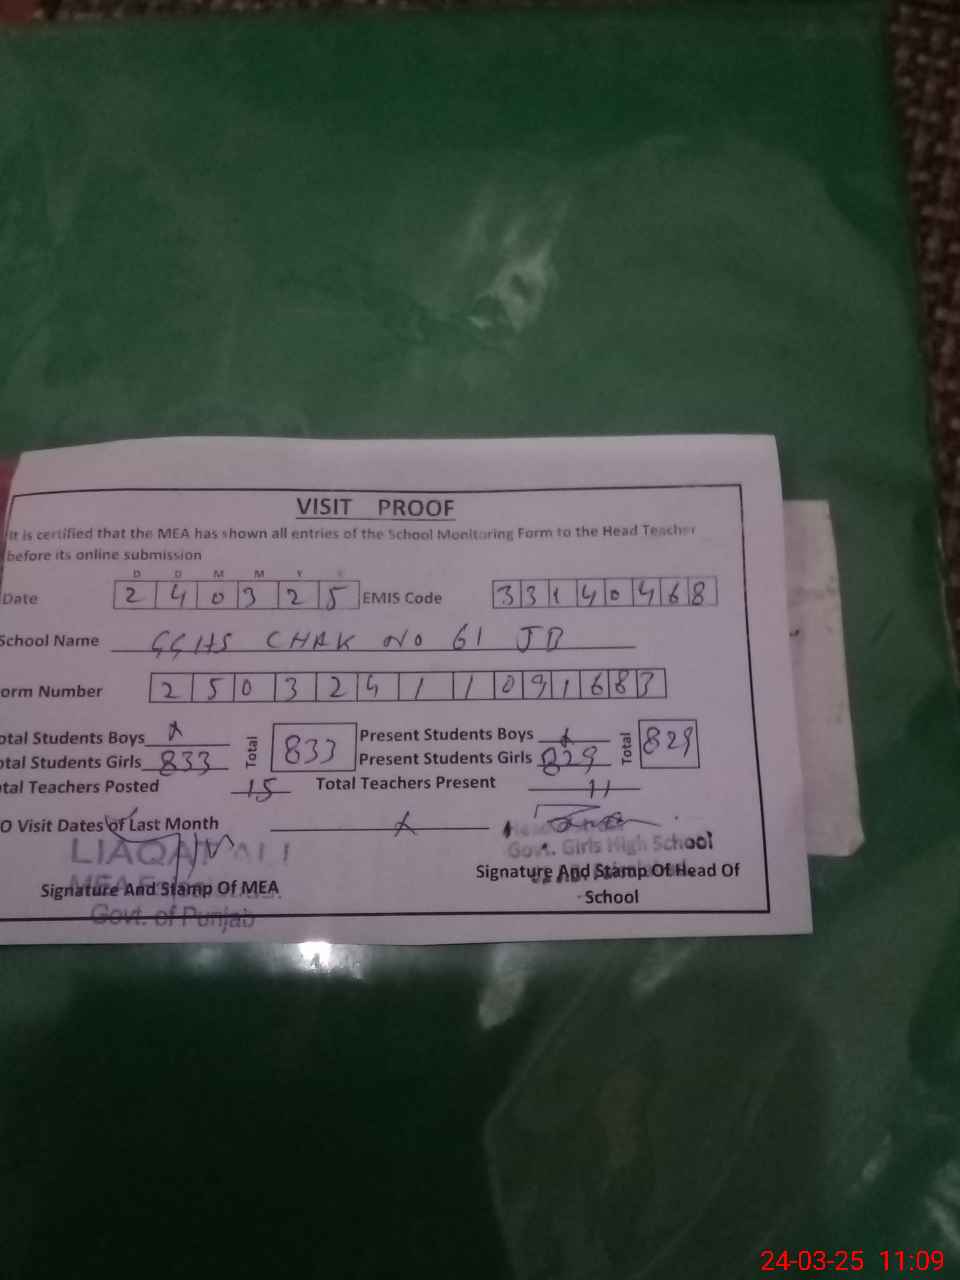 VISIT PROOF
It is certified that the MEA has shown all entries of the School Monitoring Form to the Head Teacher
before its online submission
D D M M Y Y
Date 2 4 0 3 2 5 EMIS Code 3 3 1 4 0 4 6 8
School Name GGHS CHAK NO 61 JB
orm Number 2 5 0 3 2 4 1 1 0 9 1 6 8 3
otal Students Boys x Total 833 Present Students Boys x Total 829
otal Students Girls 833 Present Students Girls 829
tal Teachers Posted 15 Total Teachers Present 11
O Visit Dates of Last Month x
LIAQAT ALI
Govt. Girls High School
Signature And Stamp Of MEA
Signature And Stamp Of Head Of
School
Govt. of Punjab
24-03-25 11:09